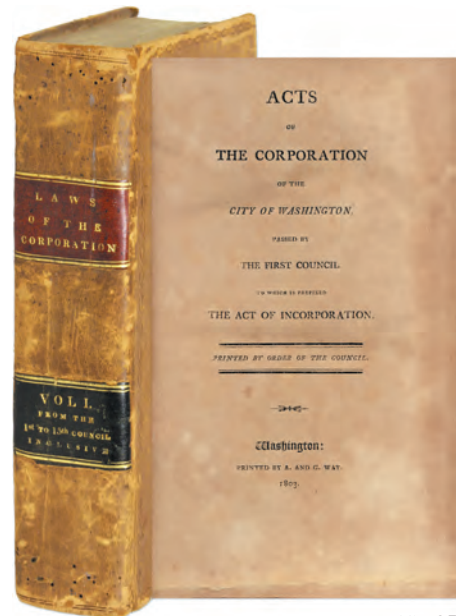 LAWS
OF THE
CORPORATION
VOL I.
FROM THE
1st TO 13th COUNCIL
INCLUSIVE
ACTS
OF
THE CORPORATION
OF THE
CITY OF WASHINGTON,
PASSED BY
THE FIRST COUNCIL.
TO WHICH IS PREFIXED
THE ACT OF INCORPORATION.
PRINTED BY ORDER OF THE COUNCIL.
Washington:
PRINTED BY A. AND G. WAY.
1803.